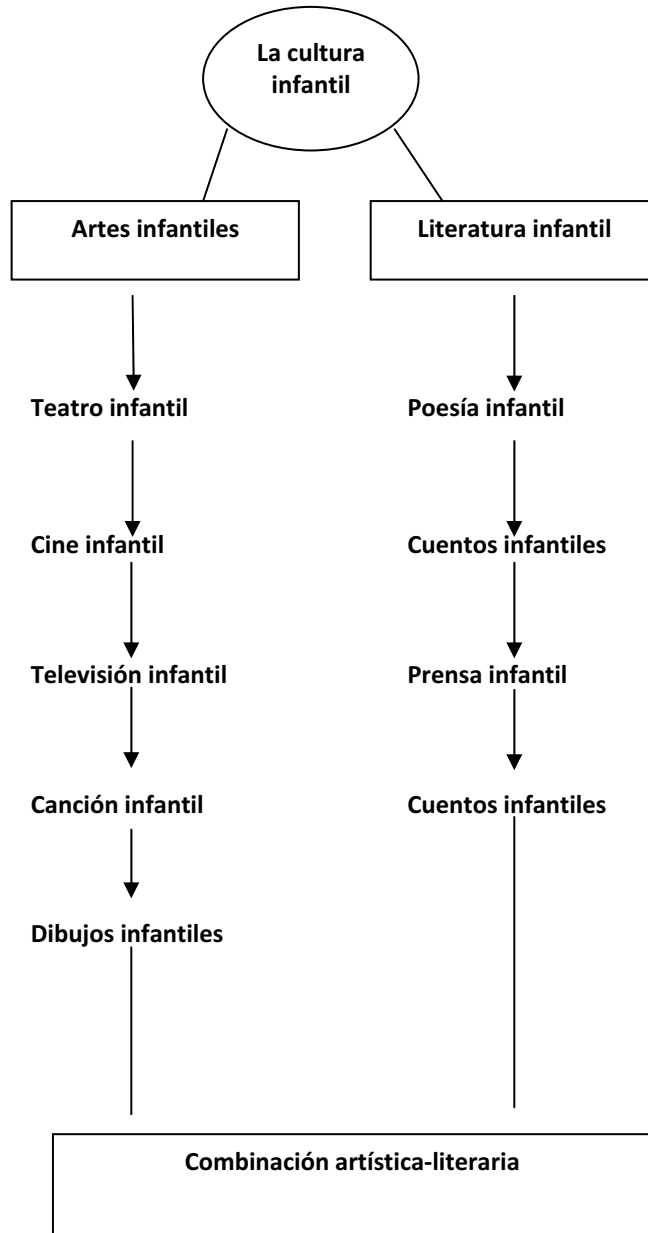 La cultura
infantil
Artes infantiles
Literatura infantil
Teatro infantil
Poesía infantil
Cine infantil
Cuentos infantiles
Televisión infantil
Prensa infantil
Canción infantil
Cuentos infantiles
Dibujos infantiles
Combinación artística-literaria